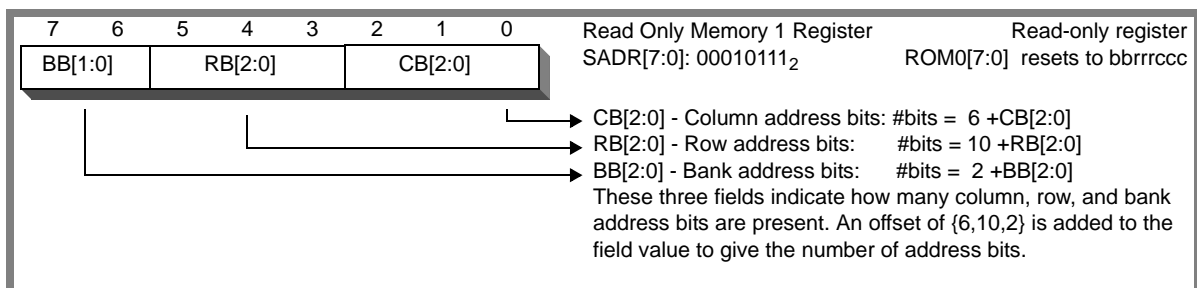 7 6 5 4 3 2 1 0
BB[1:0] RB[2:0] CB[2:0]
Read Only Memory 1 Register Read-only register
SADR[7:0]: 00010111₂ ROM0[7:0] resets to bbrrrccc
CB[2:0] - Column address bits: #bits = 6 +CB[2:0]
RB[2:0] - Row address bits: #bits = 10 +RB[2:0]
BB[2:0] - Bank address bits: #bits = 2 +BB[2:0]
These three fields indicate how many column, row, and bank
address bits are present. An offset of {6,10,2} is added to the
field value to give the number of address bits.